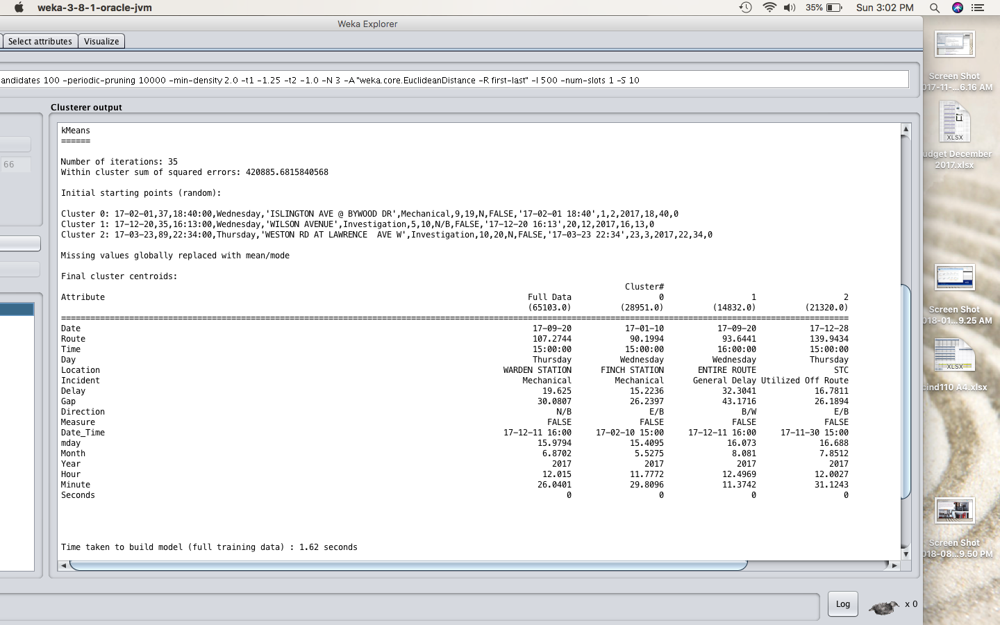 weka-3-8-1-oracle-jvm 35% Sun 3:02 PM
Weka Explorer
Select attributes Visualize
andidates 100 -periodic-pruning 10000 -min-density 2.0 -t1 -1.25 -t2 -1.0 -N 3 -A "weka.core.EuclideanDistance -R first-last" -I 500 -num-slots 1 -S 10
Clusterer output
66
kMeans
======
Number of iterations: 35
Within cluster sum of squared errors: 420885.6815840568
Initial starting points (random):
Cluster 0: 17-02-01,37,18:40:00,Wednesday,'ISLINGTON AVE @ BYWOOD DR',Mechanical,9,19,N,FALSE,'17-02-01 18:40',1,2,2017,18,40,0
Cluster 1: 17-12-20,35,16:13:00,Wednesday,'WILSON AVENUE',Investigation,5,10,N/B,FALSE,'17-12-20 16:13',20,12,2017,16,13,0
Cluster 2: 17-03-23,89,22:34:00,Thursday,'WESTON RD AT LAWRENCE  AVE W',Investigation,10,20,N,FALSE,'17-03-23 22:34',23,3,2017,22,34,0
Missing values globally replaced with mean/mode
Final cluster centroids:
Cluster#
Attribute Full Data 0 1 2
(65103.0) (28951.0) (14832.0) (21320.0)
Date 17-09-20 17-01-10 17-09-20 17-12-28
Route 107.2744 90.1994 93.6441 139.9434
Time 15:00:00 15:00:00 16:00:00 15:00:00
Day Thursday Wednesday Wednesday Thursday
Location WARDEN STATION FINCH STATION ENTIRE ROUTE STC
Incident Mechanical Mechanical General Delay Utilized Off Route
Delay 19.625 15.2236 32.3041 16.7811
Gap 30.0807 26.2397 43.1716 26.1894
Direction N/B E/B B/W E/B
Measure FALSE FALSE FALSE FALSE
Date_Time 17-12-11 16:00 17-02-10 15:00 17-12-11 16:00 17-11-30 15:00
mday 15.9794 15.4095 16.073 16.688
Month 6.8702 5.5275 8.081 7.8512
Year 2017 2017 2017 2017
Hour 12.015 11.7772 12.4969 12.0027
Minute 26.0401 29.8096 11.3742 31.1243
Seconds 0 0 0 0
Time taken to build model (full training data) : 1.62 seconds
Log x 0
Screen Shot
017-11-...6.16 AM
XLSX
udget December
2017.xlsx
Screen Shot
018-01...9.25 AM
XLSX
cind110 A4.xlsx
Screen Shot
018-08...9.50 PM